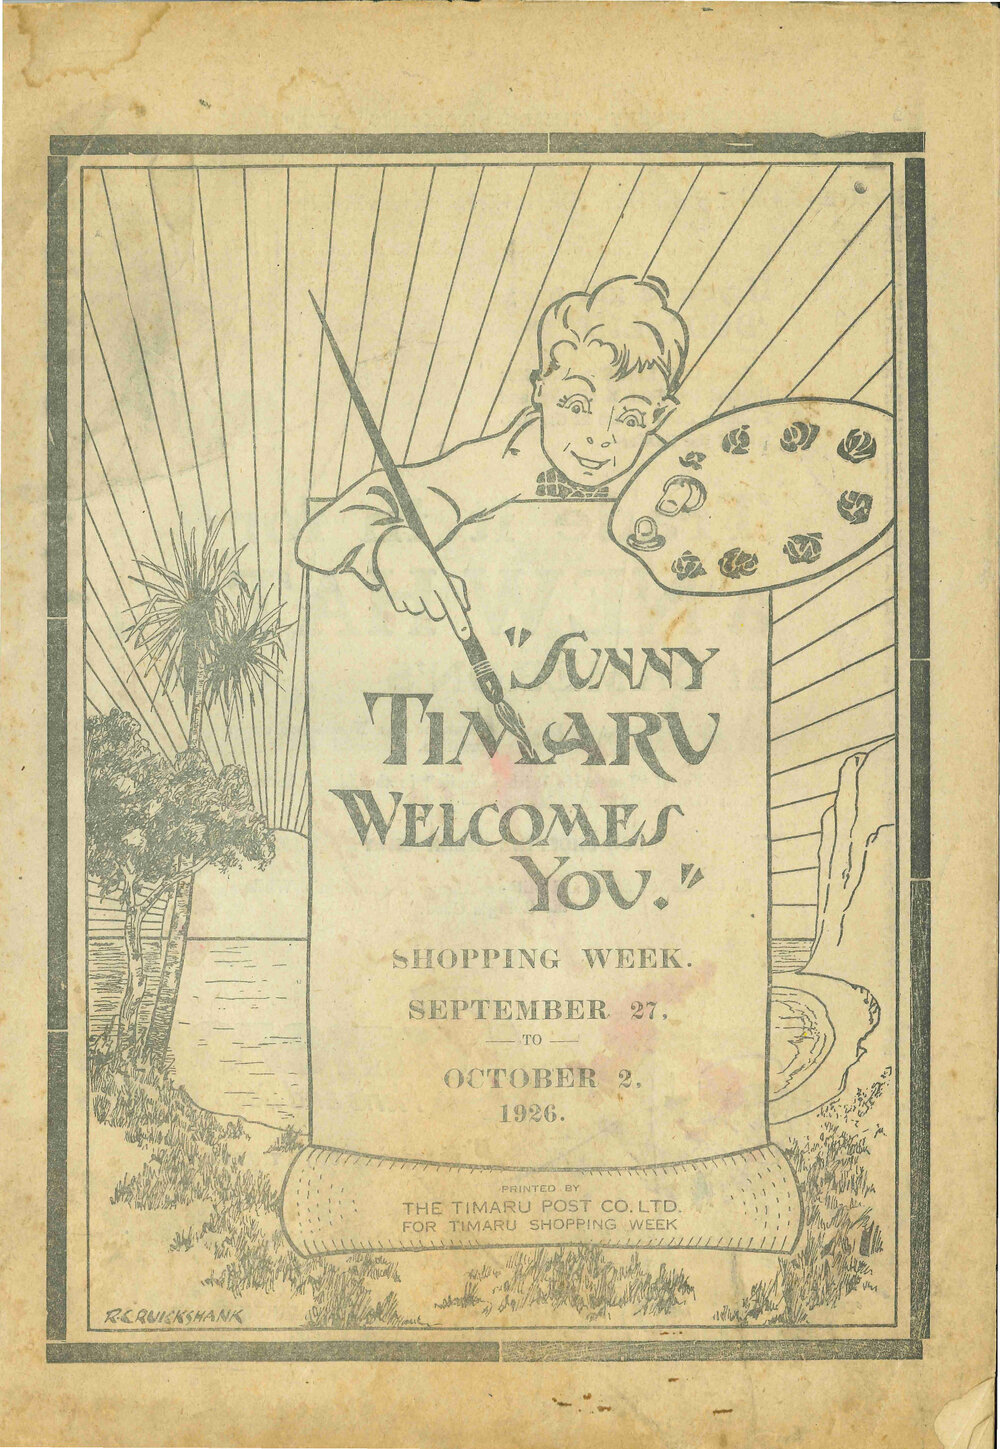 "SUNNY
TIMARU
WELCOMES
YOU."
SHOPPING WEEK.
SEPTEMBER 27,
— TO —
OCTOBER 2,
1926.
PRINTED BY
THE TIMARU POST CO. LTD.
FOR TIMARU SHOPPING WEEK
R.CRUICKSHANK